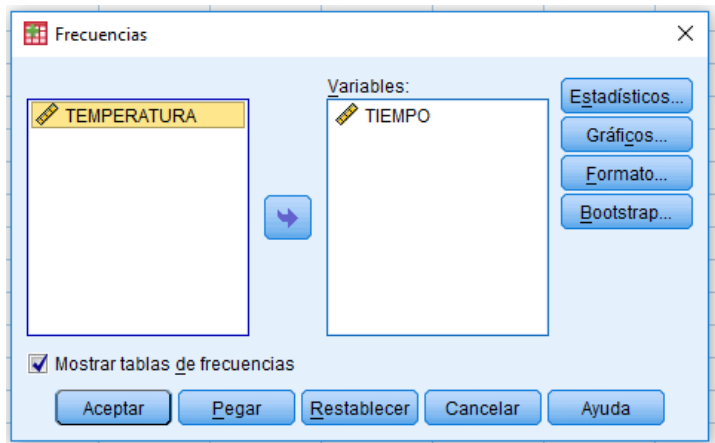 Frecuencias
Variables:
TEMPERATURA
TIEMPO
Estadísticos...
Gráficos...
Formato...
Bootstrap...
Mostrar tablas de frecuencias
Aceptar Pegar Restablecer Cancelar Ayuda